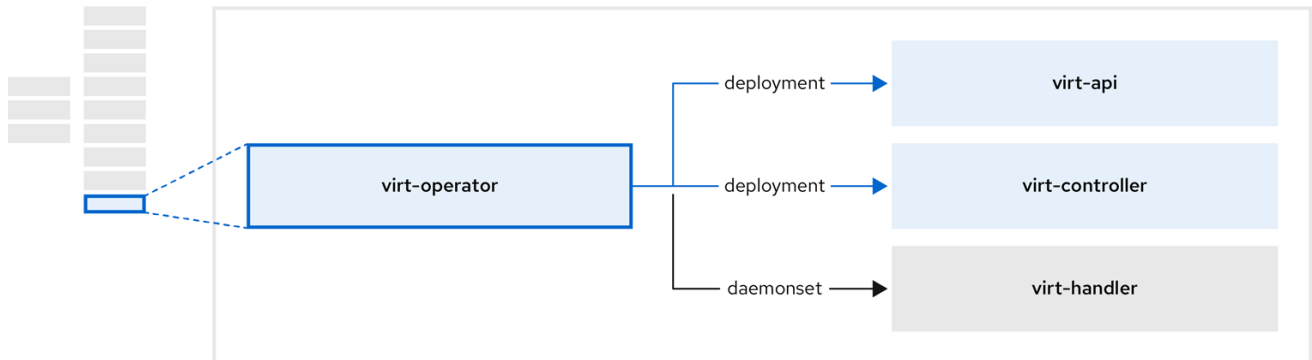 deployment
virt-api
virt-operator
deployment
virt-controller
daemonset
virt-handler